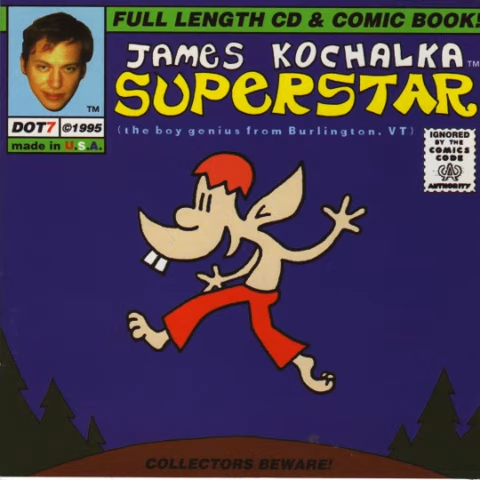 FULL LENGTH CD & COMIC BOOK!
JAMES KOCHALKA TM
SUPERSTAR
(the boy genius from Burlington, VT)
TM
DOT7 ©1995
made in U.S.A.
IGNORED
BY THE
COMICS
CODE
AUTHORITY
COLLECTORS BEWARE!